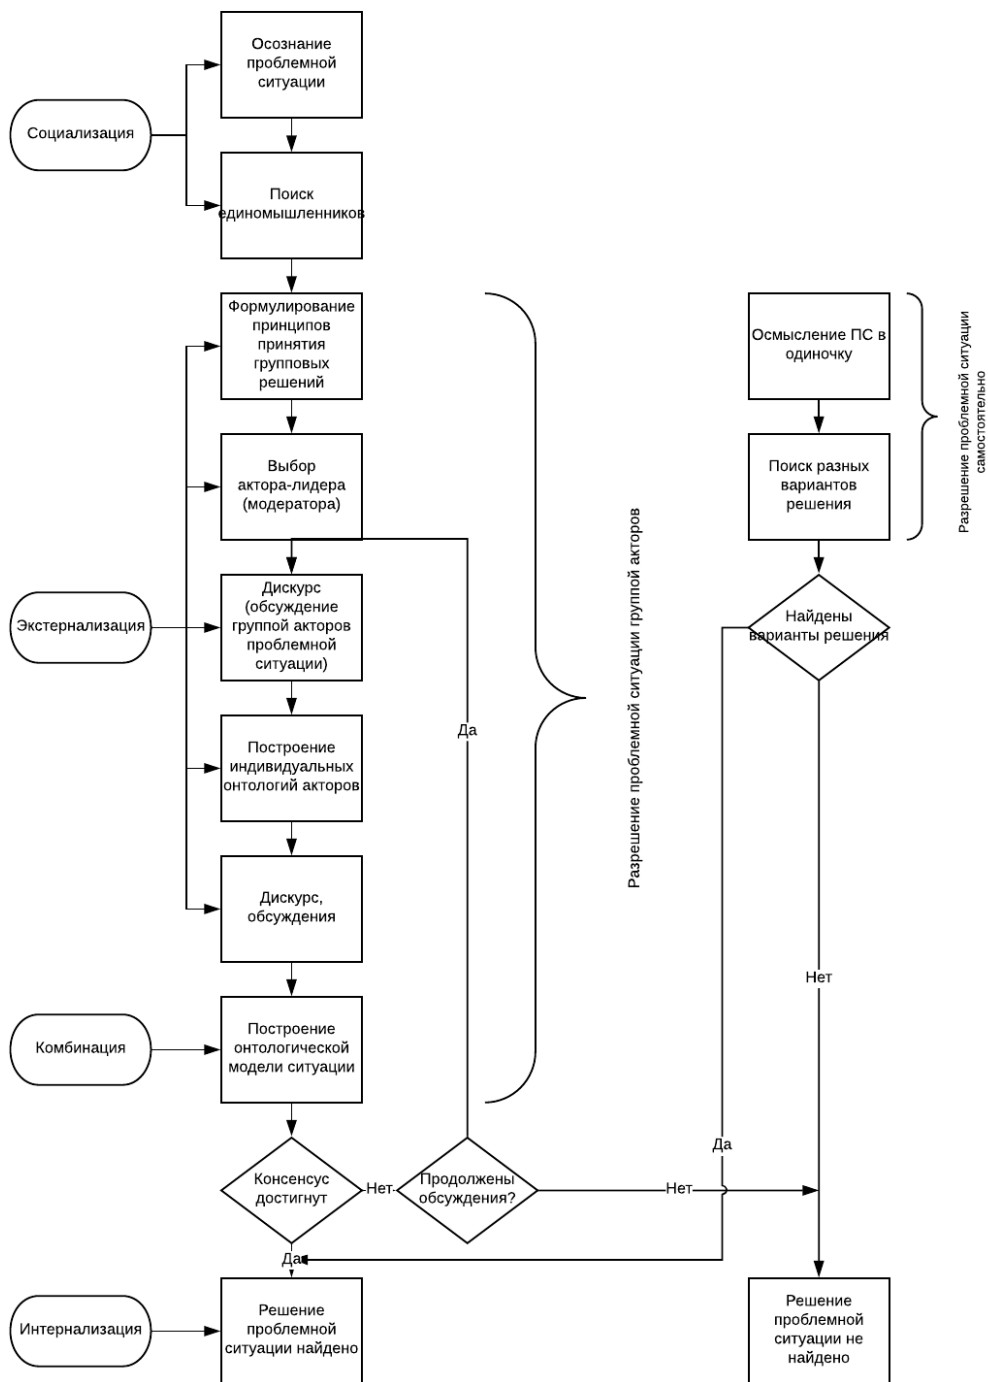 Осознание
проблемной
ситуации
Социализация
Поиск
единомышленников
Формулирование
принципов
принятия
групповых
решений
Выбор
актора-лидера
(модератора)
Экстернализация
Дискурс
(обсуждение
группой акторов
проблемной
ситуации)
Построение
индивидуальных
онтологий акторов
Дискурс,
обсуждения
Комбинация
Построение
онтологической
модели ситуации
Консенсус
достигнут
Нет
Продолжены
обсуждения?
Да
Нет
Да
Интернализация
Решение
проблемной
ситуации найдено
Разрешение проблемной ситуации группой акторов
Осмысление ПС в
одиночку
Поиск разных
вариантов
решения
Разрешение проблемной ситуации
самостоятельно
Найдены
варианты решения
Да
Нет
Решение
проблемной
ситуации не
найдено